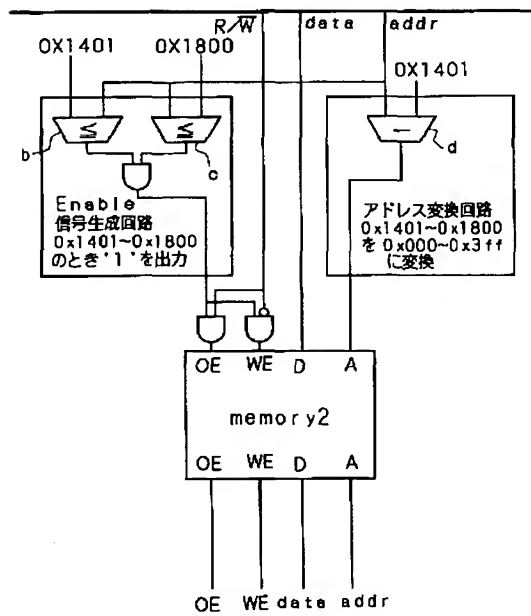 R/W data addr
0X1401 0X1800 0X1401
≦ ≦ −
b c d
Enable
信号生成回路
0x1401~0x1800
のとき'1'を出力
アドレス変換回路
0x1401~0x1800
を0x000~0x3ff
に変換
OE WE D A
memory2
OE WE D A
OE WE data addr